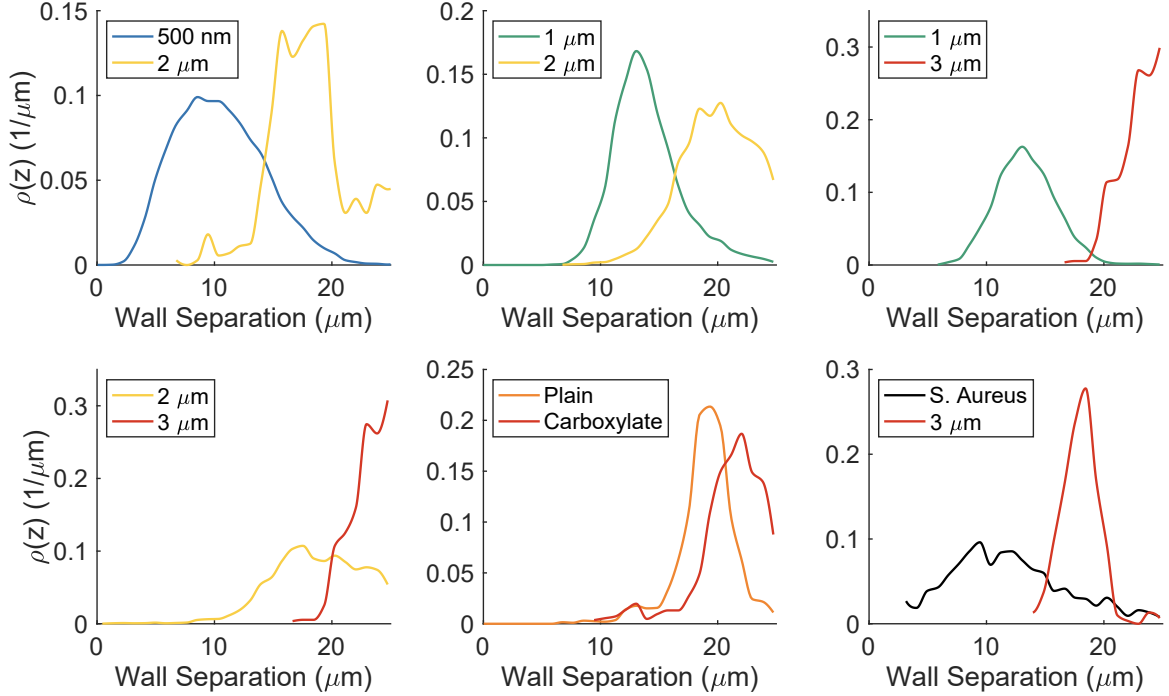 ρ(z) (1/μm)
0.15
0.1
0.05
0
500 nm
2 μm
0 10 20
Wall Separation (μm)
0.2
0.15
0.1
0.05
0
1 μm
2 μm
0 10 20
Wall Separation (μm)
0.3
0.2
0.1
0
1 μm
3 μm
0 10 20
Wall Separation (μm)
ρ(z) (1/μm)
0.3
0.2
0.1
0
2 μm
3 μm
0 10 20
Wall Separation (μm)
0.25
0.2
0.15
0.1
0.05
0
Plain
Carboxylate
0 10 20
Wall Separation (μm)
0.3
0.2
0.1
0
S. Aureus
3 μm
0 10 20
Wall Separation (μm)